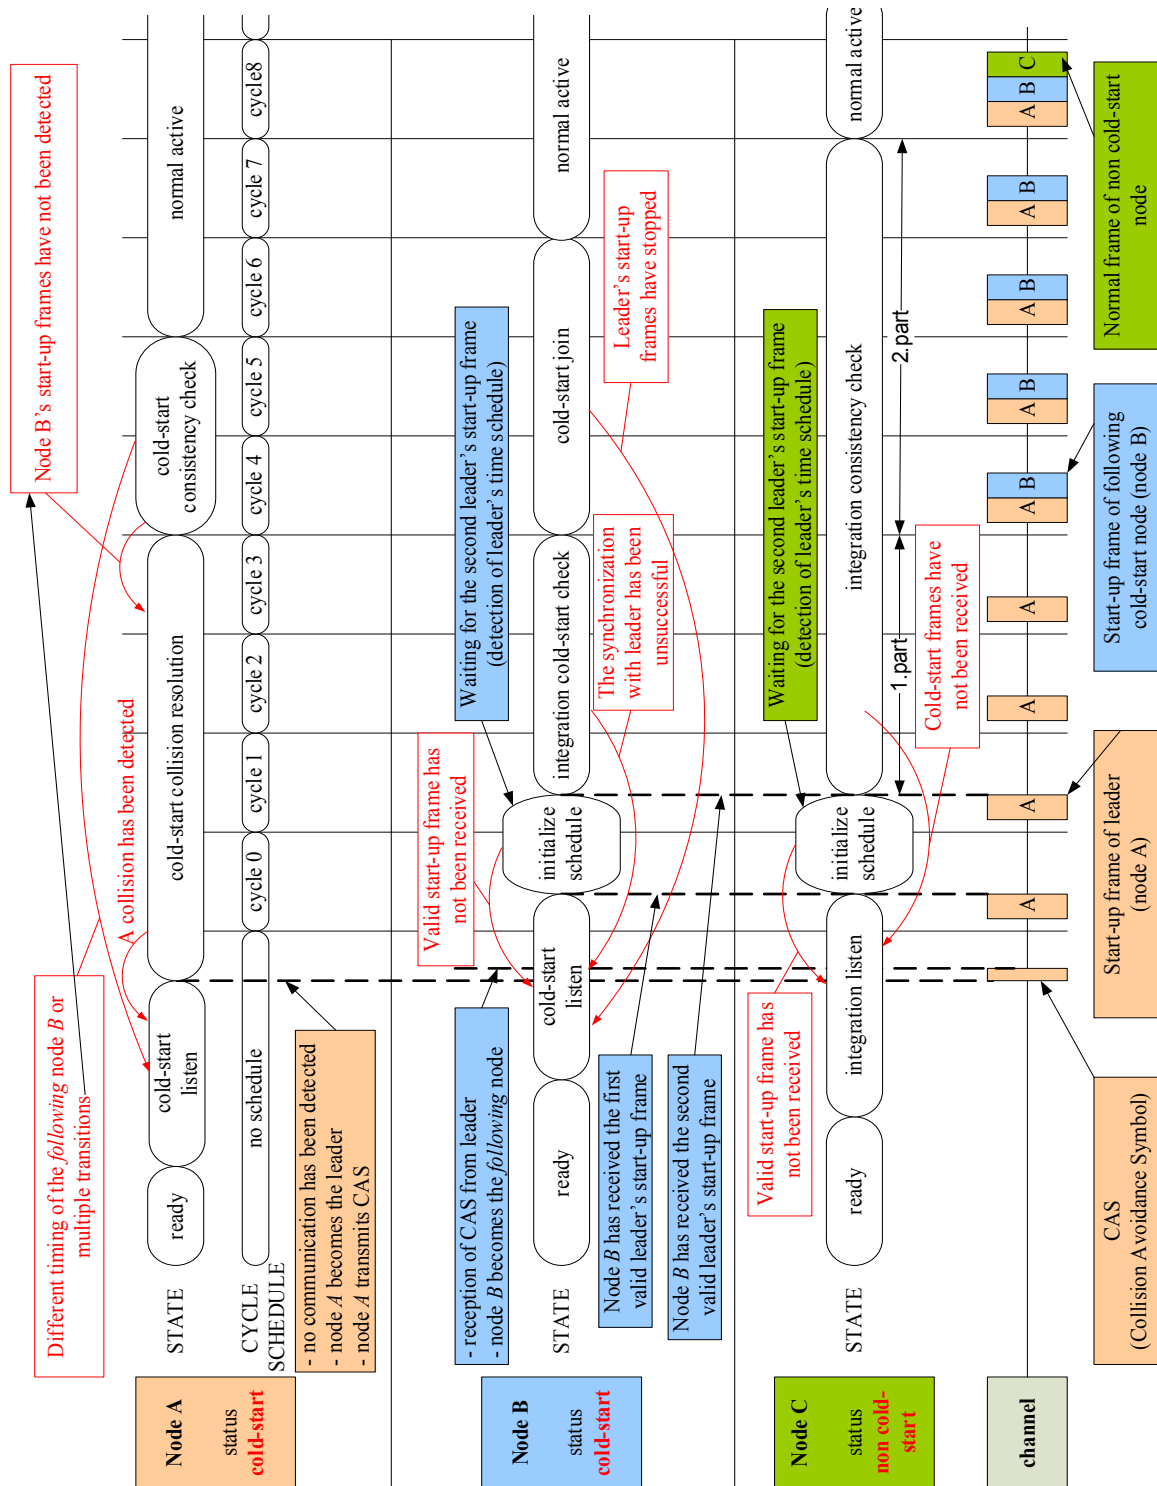 Different timing of the following node B or
multiple transitions
Node B's start-up frames have not been detected
A collision has been detected
Node A
status
cold-start
STATE
ready
cold-start
listen
cold-start collision resolution
cold-start
consistency check
normal active
CYCLE
SCHEDULE
no schedule
cycle 0
cycle 1
cycle 2
cycle 3
cycle 4
cycle 5
cycle 6
cycle 7
cycle8
- no communication has been detected
- node A becomes the leader
- node A transmits CAS
Valid start-up frame has
not been received
Waiting for the second leader's start-up frame
(detection of leader's time schedule)
- reception of CAS from leader
- node B becomes the following node
Node B
status
cold-start
STATE
ready
cold-start
listen
initialize
schedule
integration cold-start check
cold-start join
normal active
Node B has received the first
valid leader's start-up frame
The synchronization
with leader has been
unsuccessful
Leader's start-up
frames have stopped
Node B has received the second
valid leader's start-up frame
Valid start-up frame has
not been received
Waiting for the second leader's start-up frame
(detection of leader's time schedule)
Node C
status
non cold-
start
STATE
ready
integration listen
initialize
schedule
integration consistency check
normal active
1.part
2.part
Cold-start frames have
not been received
channel
A
A
A
A
A
B
A
B
A
B
A
B
A
B
C
CAS
(Collision Avoidance Symbol)
Start-up frame of leader
(node A)
Start-up frame of following
cold-start node (node B)
Normal frame of non cold-start
node